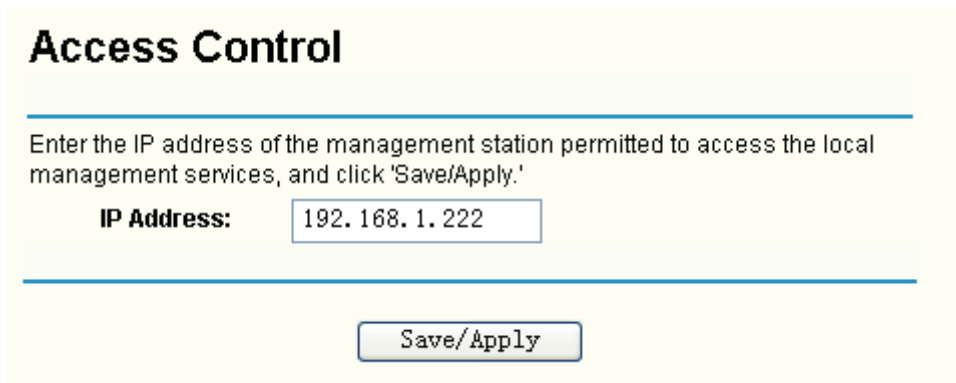 Access Control
Enter the IP address of the management station permitted to access the local
management services, and click 'Save/Apply.'
IP Address: 192.168.1.222
Save/Apply